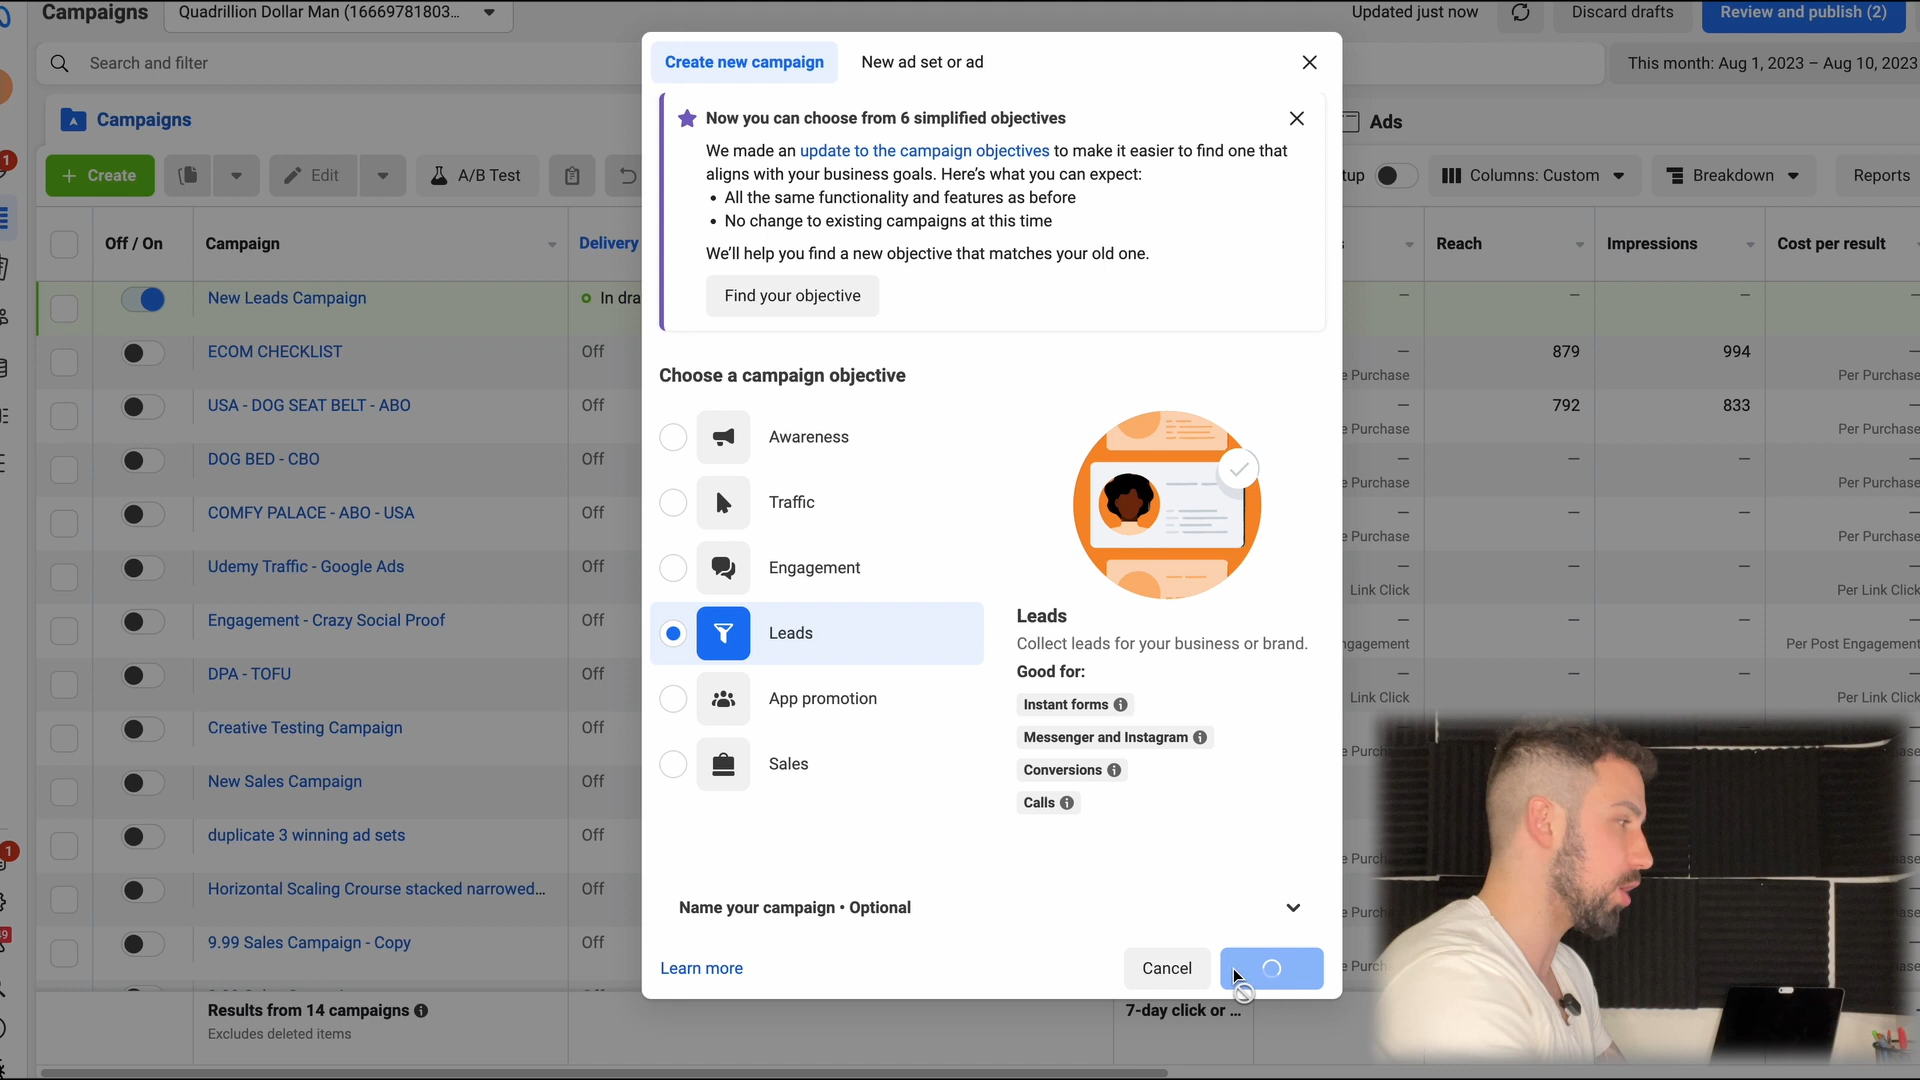 Campaigns
Quadrillion Dollar Man (16669781803...
Updated just now
Discard drafts
Review and publish (2)
Search and filter
This month: Aug 1, 2023 – Aug 10, 2023
Create new campaign
New ad set or ad
Now you can choose from 6 simplified objectives
We made an update to the campaign objectives to make it easier to find one that
aligns with your business goals. Here's what you can expect:
• All the same functionality and features as before
• No change to existing campaigns at this time
We'll help you find a new objective that matches your old one.
Find your objective
Choose a campaign objective
Awareness
Traffic
Engagement
Leads
App promotion
Sales
Leads
Collect leads for your business or brand.
Good for:
Instant forms
Messenger and Instagram
Conversions
Calls
Name your campaign • Optional
Learn more
Cancel
Campaigns
Ads
+ Create
Edit
A/B Test
tup
Columns: Custom
Breakdown
Reports
Off / On
Campaign
Delivery
Reach
Impressions
Cost per result
New Leads Campaign
In dra
—
—
—
—
ECOM CHECKLIST
Off
—
879
994
—
e Purchase
Per Purchase
USA - DOG SEAT BELT - ABO
Off
—
792
833
—
e Purchase
Per Purchase
DOG BED - CBO
Off
—
—
—
—
e Purchase
Per Purchase
COMFY PALACE - ABO - USA
Off
—
—
—
—
e Purchase
Per Purchase
Udemy Traffic - Google Ads
Off
—
—
—
—
Link Click
Per Link Click
Engagement - Crazy Social Proof
Off
—
—
—
—
ngagement
Per Post Engagement
DPA - TOFU
Off
—
—
—
—
Link Click
Per Link Click
Creative Testing Campaign
Off
e Purch
New Sales Campaign
Off
duplicate 3 winning ad sets
Off
e Purch
Horizontal Scaling Crourse stacked narrowed...
Off
e Purch
9.99 Sales Campaign - Copy
Off
e Purch
Results from 14 campaigns
Excludes deleted items
7-day click or ...
1
1
49